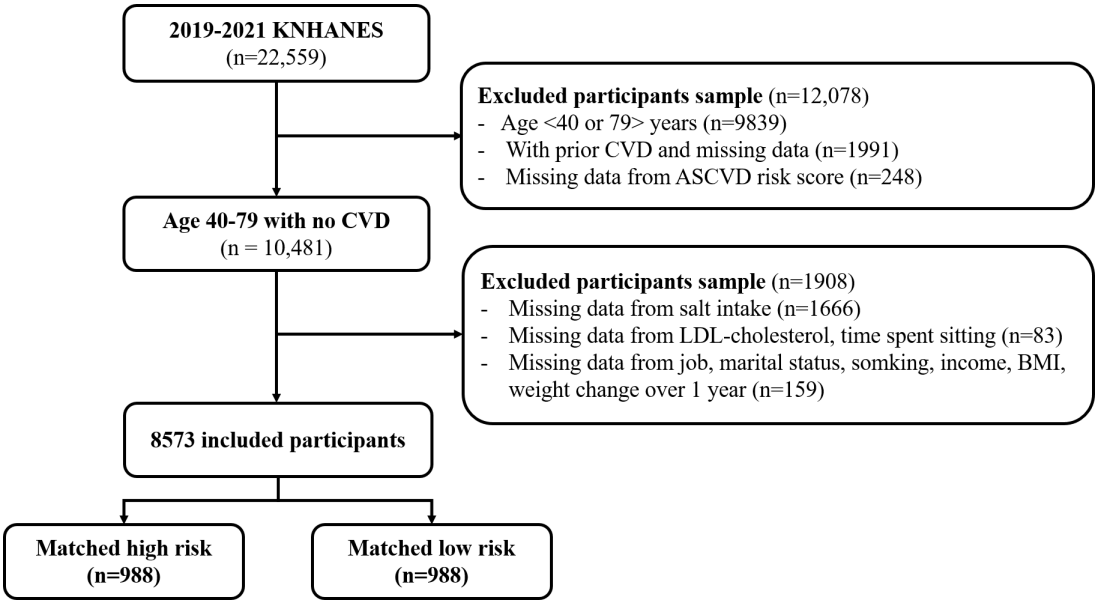 2019-2021 KNHANES
(n=22,559)
Excluded participants sample (n=12,078)
- Age <40 or 79> years (n=9839)
- With prior CVD and missing data (n=1991)
- Missing data from ASCVD risk score (n=248)
Age 40-79 with no CVD
(n = 10,481)
Excluded participants sample (n=1908)
- Missing data from salt intake (n=1666)
- Missing data from LDL-cholesterol, time spent sitting (n=83)
- Missing data from job, marital status, somking, income, BMI,
weight change over 1 year (n=159)
8573 included participants
Matched high risk
(n=988)
Matched low risk
(n=988)